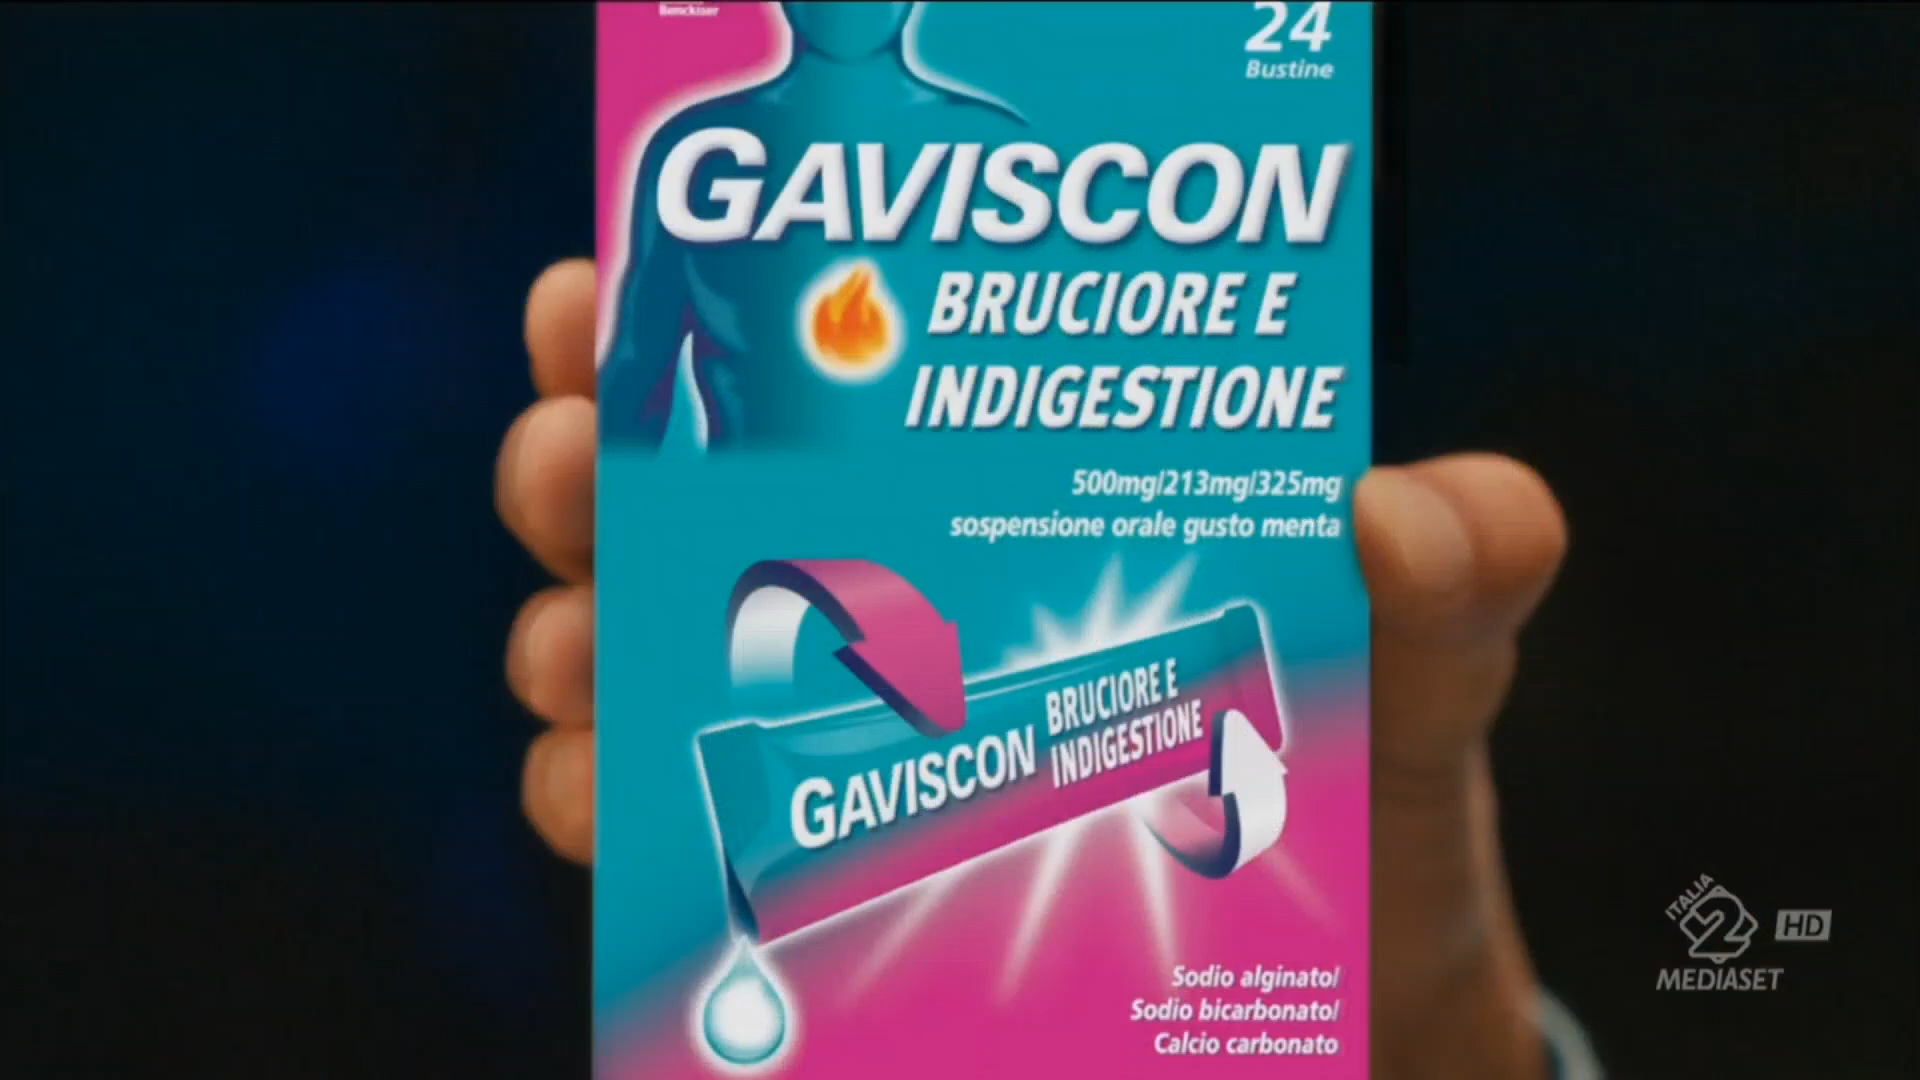 Benckiser
24
Bustine
GAVISCON
BRUCIORE E
INDIGESTIONE
500mg/213mg/325mg
sospensione orale gusto menta
GAVISCON BRUCIORE E
INDIGESTIONE
Sodio alginato/
Sodio bicarbonato/
Calcio carbonato
ITALIA
2 HD
MEDIASET